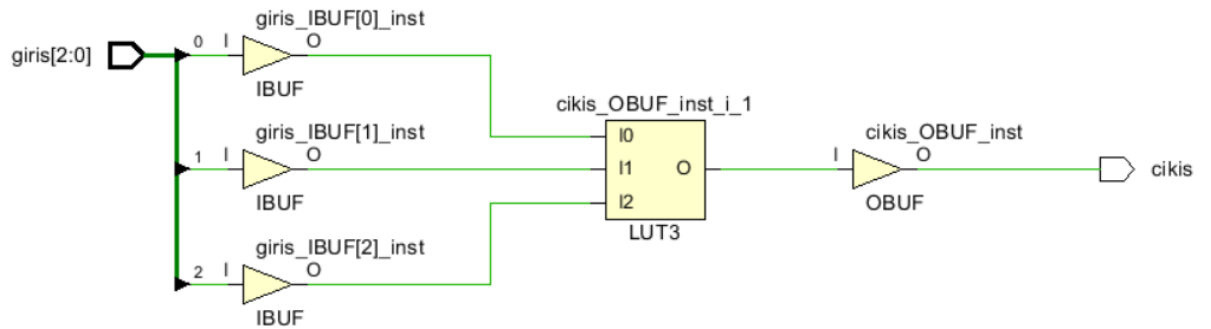 giris[2:0]
giris_IBUF[0]_inst
0 I O
IBUF
giris_IBUF[1]_inst
1 I O
IBUF
giris_IBUF[2]_inst
2 I O
IBUF
cikis_OBUF_inst_i_1
I0
I1 O
I2
LUT3
cikis_OBUF_inst
I O
OBUF
cikis